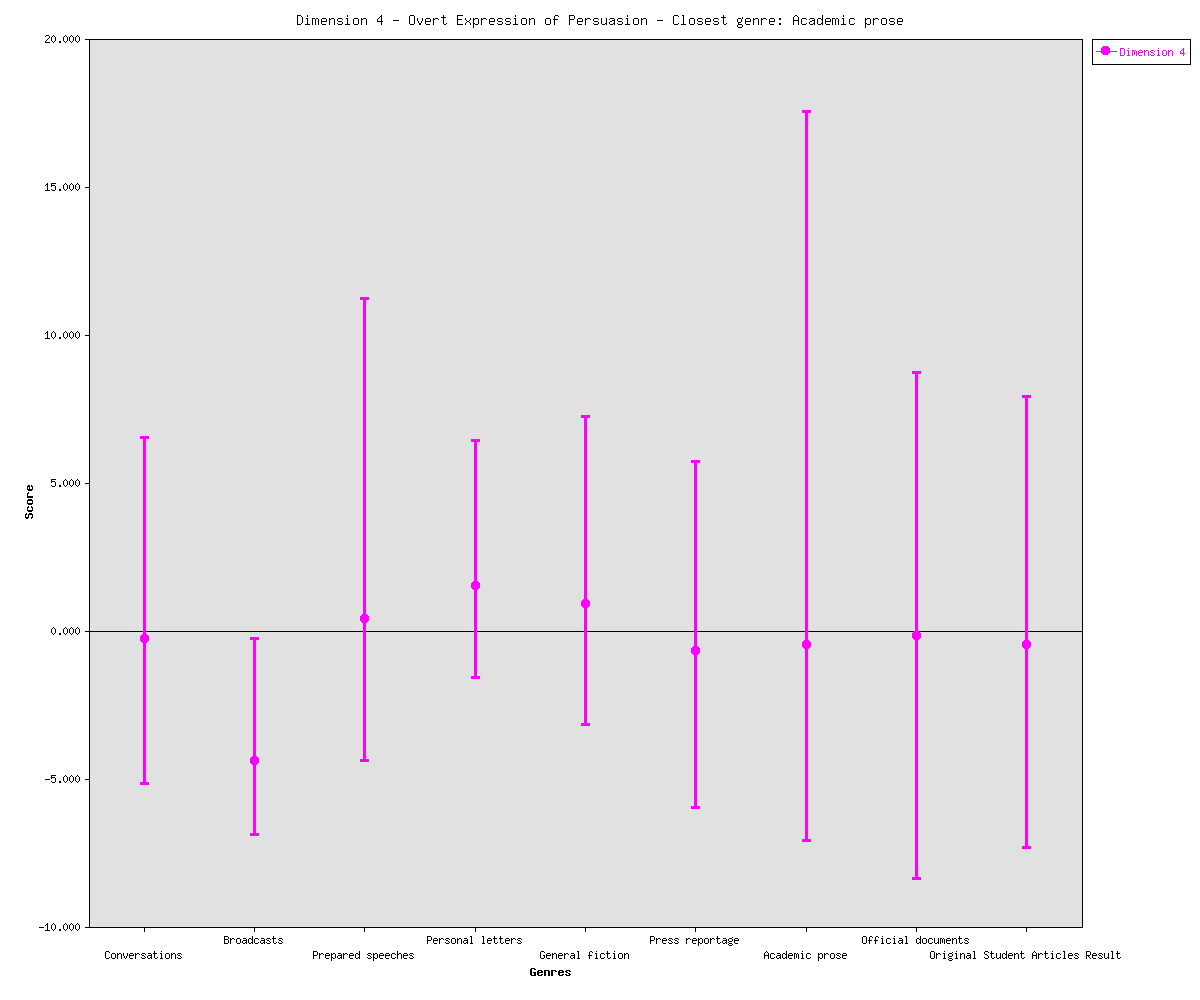 Dimension 4 - Overt Expression of Persuasion - Closest genre: Academic prose
Dimension 4
20.000
15.000
10.000
5.000
0.000
-5.000
-10.000
Score
Broadcasts Personal letters Press reportage Official documents
Conversations Prepared speeches General fiction Academic prose Original Student Articles Result
Genres